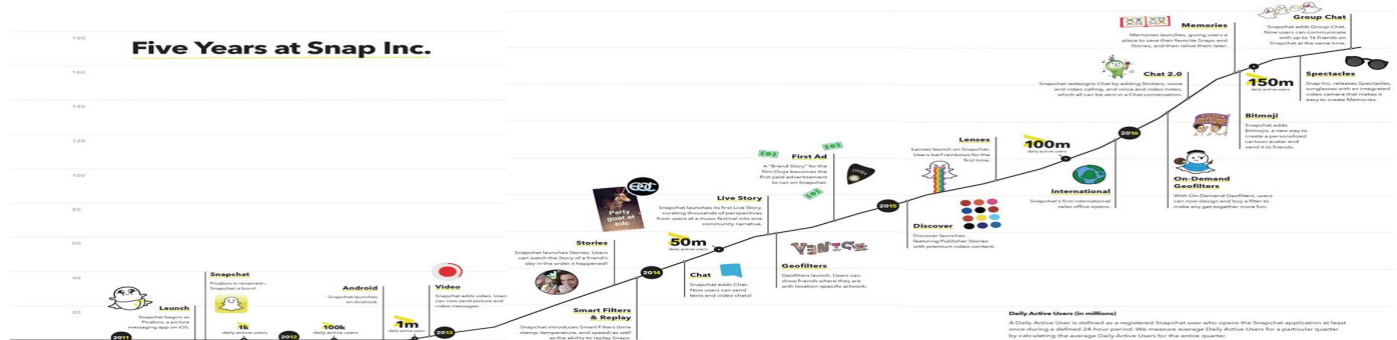 Five Years at Snap Inc.
180
160
140
120
100
80
60
40
20
2011
Launch
Snapchat begins as
Picaboo, a picture
messaging app on iOS.
Snapchat
Picaboo is renamed—
Snapchat is born!
1k
daily active users
2012
Android
Snapchat launches
on Android.
100k
daily active users
1m
daily active users
Video
Snapchat adds video. Users
can now send picture and
video messages.
2013
Stories
Snapchat launches Stories. Users
can watch the Story of a friend's
day in the order it happened!
Smart Filters
& Replay
Snapchat introduces Smart Filters (time
stamp, temperature, and speed) as well
as the ability to replay Snaps.
2014
Party
goat at
edc
edc
50m
daily active users
Chat
Snapchat adds Chat.
Now users can send
texts and video chats!
Live Story
Snapchat launches its first Live Story,
curating thousands of perspectives
from users at a music festival into one
community narrative.
Geofilters
Geofilters launch. Users can
show friends where they are
with location-specific artwork.
VENICE
First Ad
A "Brand Story" for the
film Ouija becomes the
first paid advertisement
to run on Snapchat.
OUIJA
2015
Discover
Discover launches,
featuring Publisher Stories
with premium video content.
Lenses
Lenses launch on Snapchat.
Users barf rainbows for the
first time.
100m
daily active users
International
Snapchat's first international
sales office opens.
2016
Chat 2.0
Snapchat redesigns Chat by adding Stickers, voice
and video calling, and voice and video notes,
which all can be sent in a Chat conversation.
On-Demand
Geofilters
With On-Demand Geofilters, users
can now design and buy a filter to
make any get-together more fun.
Memories
Memories launches, giving users a
place to save their favorite Snaps and
Stories, and then relive them later.
Bitmoji
Snapchat adds
Bitmojis, a new way to
create a personalized
cartoon avatar and
send it to friends.
150m
daily active users
Group Chat
Snapchat adds Group Chat.
Now users can communicate
with up to 16 friends on
Snapchat at the same time.
Spectacles
Snap Inc. releases Spectacles,
sunglasses with an integrated
video camera that makes it
easy to create Memories.
Daily Active Users (in millions)
A Daily Active User is defined as a registered Snapchat user who opens the Snapchat application at least
once during a defined 24-hour period. We measure average Daily Active Users for a particular quarter
by calculating the average Daily Active Users for the entire quarter.